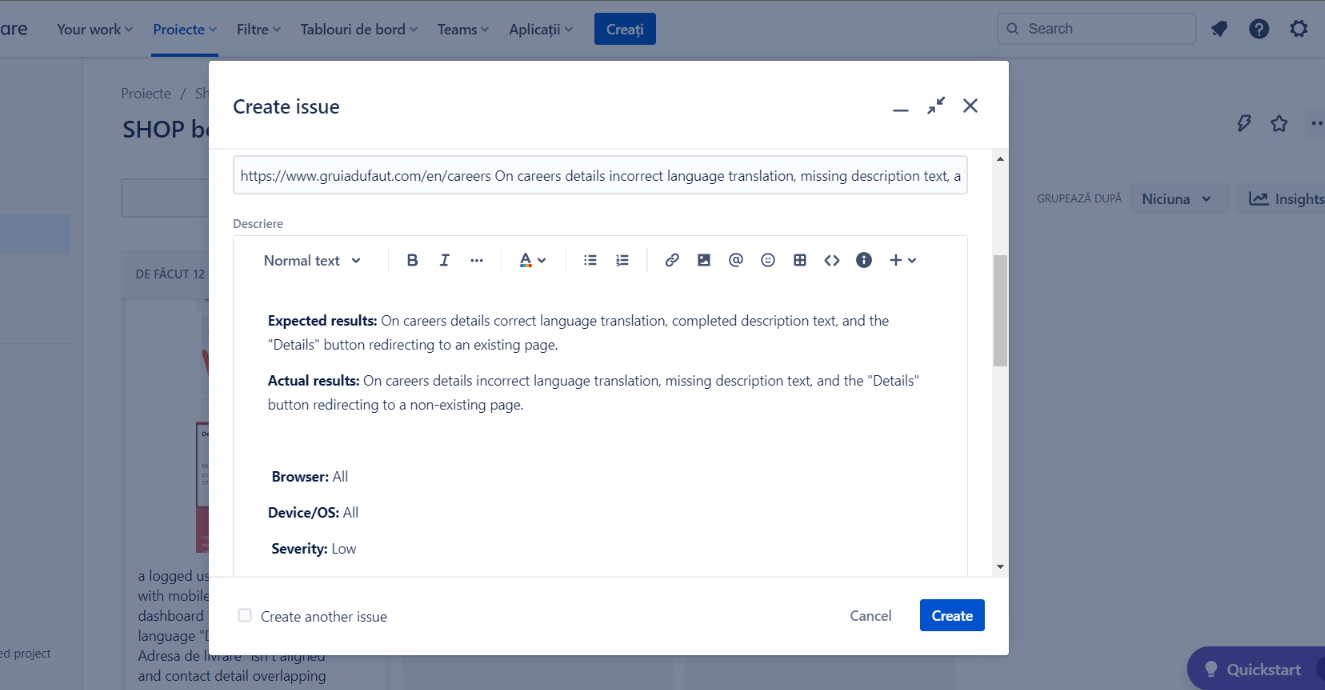 are
Your work
Proiecte
Filtre
Tablouri de bord
Teams
Aplicații
Creați
Search
Proiecte / Sh
SHOP bo
GRUPEAZĂ DUPĂ
Niciuna
Insights
DE FĂCUT 12
Create issue
https://www.gruiadufaut.com/en/careers On careers details incorrect language translation, missing description text, a
Descriere
Normal text
B
I
A
@
Expected results: On careers details correct language translation, completed description text, and the
"Details" button redirecting to an existing page.
Actual results: On careers details incorrect language translation, missing description text, and the "Details"
button redirecting to a non-existing page.
Browser: All
Device/OS: All
Severity: Low
Create another issue
Cancel
Create
a logged us
with mobile
dashboard
language "D
Adresa de livrare" isn't aligned
and contact detail overlapping
ed project
Quickstart